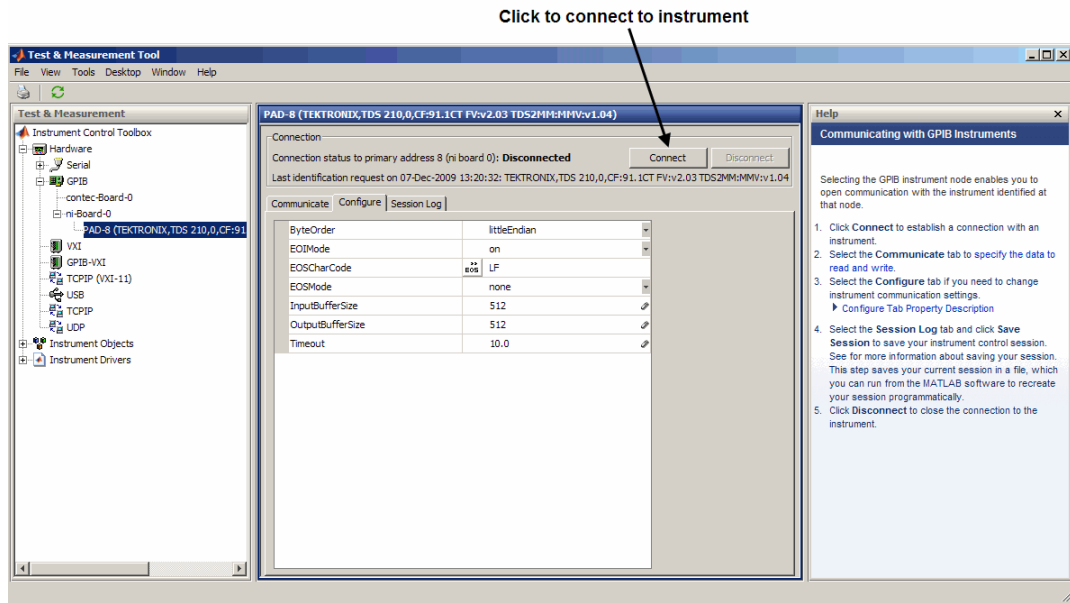 Click to connect to instrument
Test & Measurement Tool
File View Tools Desktop Window Help
Test & Measurement
Instrument Control Toolbox
Hardware
Serial
GPIB
contec-Board-0
ni-Board-0
PAD-8 (TEKTRONIX,TDS 210,0,CF:91
VXI
GPIB-VXI
TCPIP (VXI-11)
USB
TCPIP
UDP
Instrument Objects
Instrument Drivers
PAD-8 (TEKTRONIX,TDS 210,0,CF:91.1CT FV:v2.03 TDS2MM:MMV:v1.04)
Connection
Connection status to primary address 8 (ni board 0): Disconnected
Connect
Disconnect
Last identification request on 07-Dec-2009 13:20:32: TEKTRONIX,TDS 210,0,CF:91.1CT FV:v2.03 TDS2MM:MMV:v1.04
Communicate Configure Session Log
ByteOrder littleEndian
EOIMode on
EOSCharCode EOS LF
EOSMode none
InputBufferSize 512
OutputBufferSize 512
Timeout 10.0
Help
Communicating with GPIB Instruments
Selecting the GPIB instrument node enables you to
open communication with the instrument identified at
that node.
1. Click Connect to establish a connection with an
instrument.
2. Select the Communicate tab to specify the data to
read and write.
3. Select the Configure tab if you need to change
instrument communication settings.
Configure Tab Property Description
4. Select the Session Log tab and click Save
Session to save your instrument control session.
See for more information about saving your session.
This step saves your current session in a file, which
you can run from the MATLAB software to recreate
your session programmatically.
5. Click Disconnect to close the connection to the
instrument.